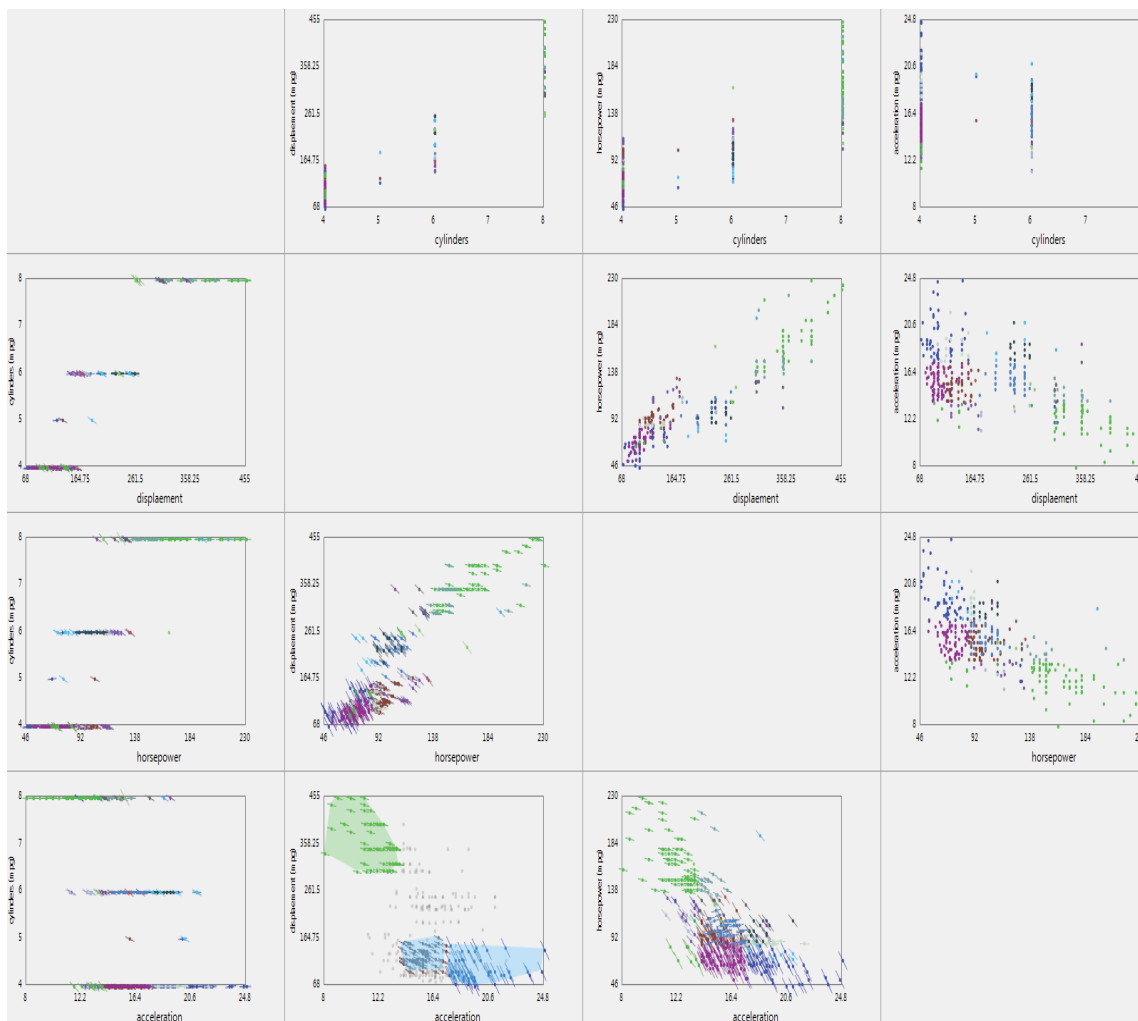 displaement (m pg)
455
358.25
261.5
164.75
68
4 5 6 7 8
cylinders
horsepower (m pg)
230
184
138
92
46
4 5 6 7 8
cylinders
acceleration (m pg)
24.8
20.6
16.4
12.2
8
4 5 6 7
cylinders
cylinders (m pg)
8
7
6
5
4
68 164.75 261.5 358.25 455
displaement
horsepower (m pg)
230
184
138
92
46
68 164.75 261.5 358.25 455
displaement
acceleration (m pg)
24.8
20.6
16.4
12.2
8
68 164.75 261.5 358.25
displaement
cylinders (m pg)
8
7
6
5
4
46 92 138 184 230
horsepower
displaement (m pg)
455
358.25
261.5
164.75
68
46 92 138 184 230
horsepower
acceleration (m pg)
24.8
20.6
16.4
12.2
8
46 92 138 184
horsepower
cylinders (m pg)
8
7
6
5
4
8 12.2 16.4 20.6 24.8
acceleration
displaement (m pg)
455
358.25
261.5
164.75
68
8 12.2 16.4 20.6 24.8
acceleration
horsepower (m pg)
230
184
138
92
46
8 12.2 16.4 20.6 24.8
acceleration